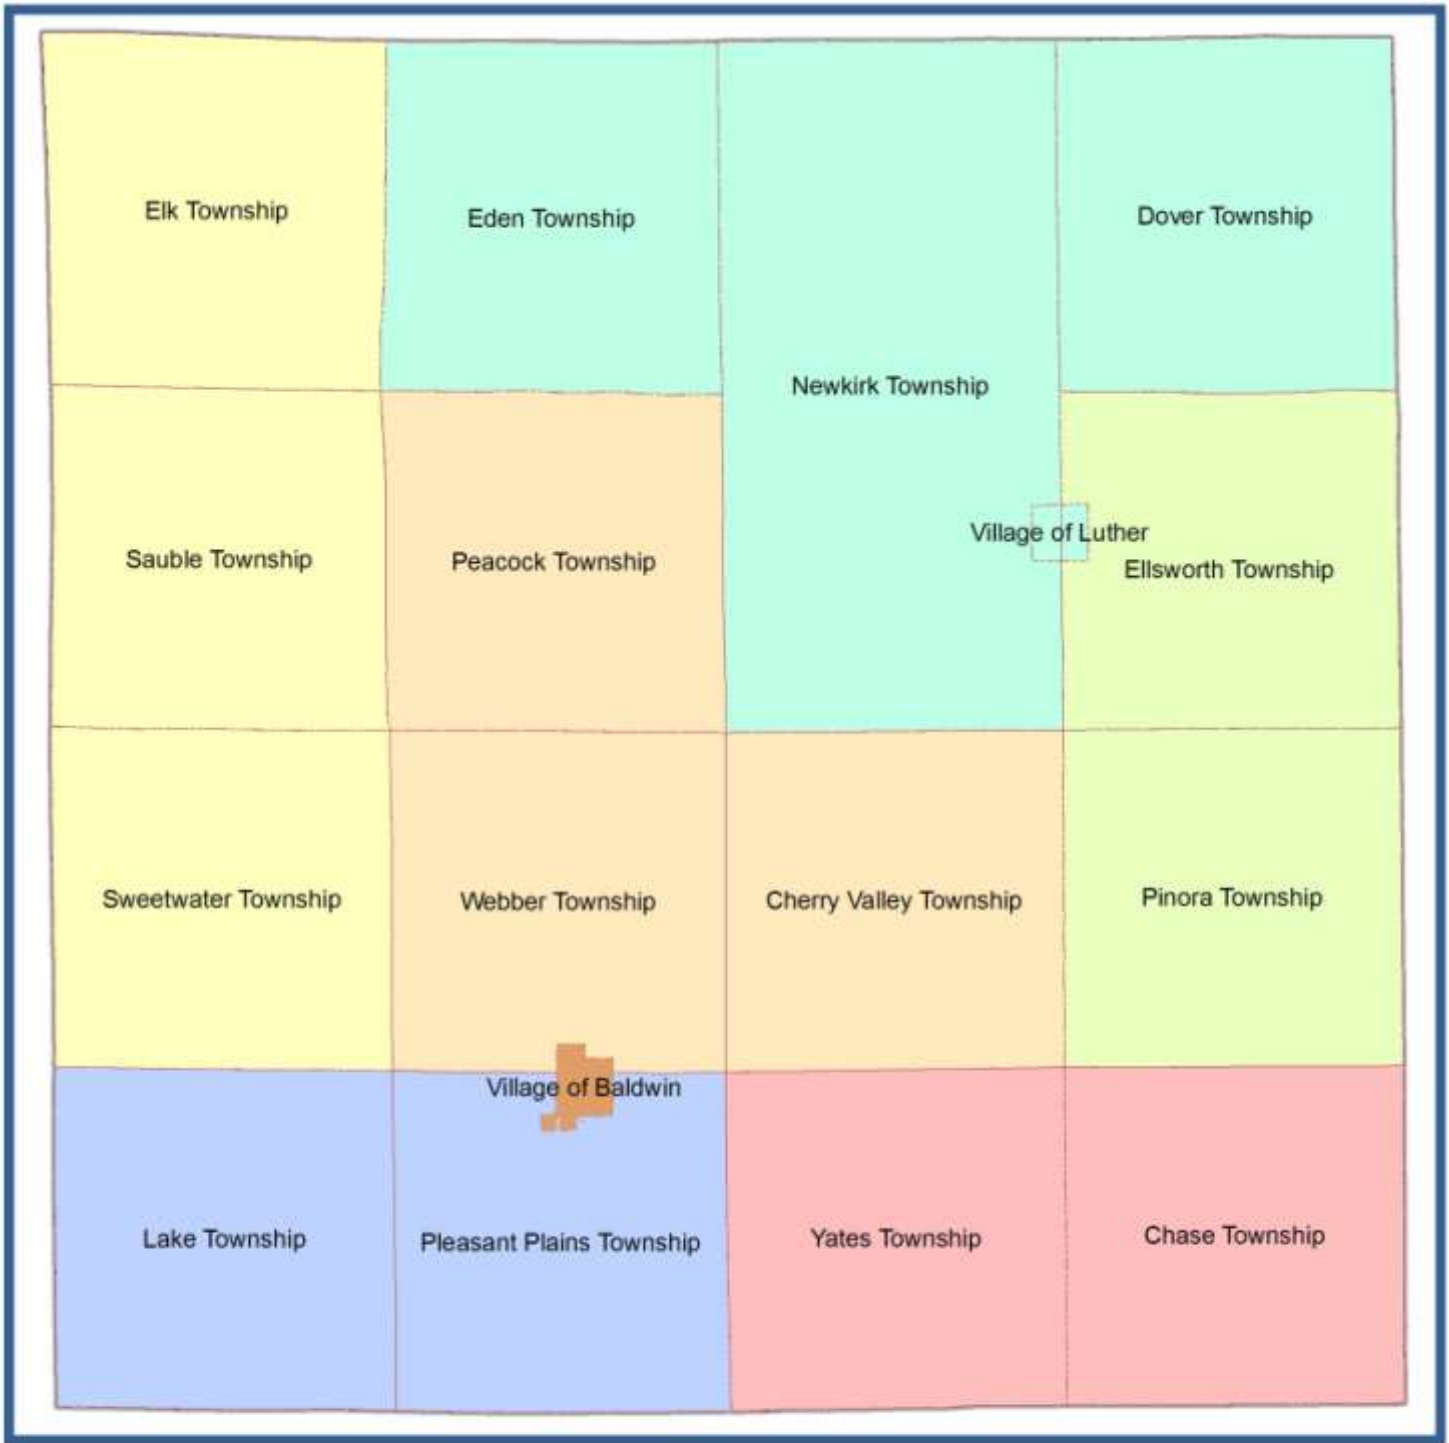 Elk Township
Eden Township
Dover Township
Newkirk Township
Village of Luther
Sauble Township
Peacock Township
Ellsworth Township
Sweetwater Township
Webber Township
Cherry Valley Township
Pinora Township
Village of Baldwin
Lake Township
Pleasant Plains Township
Yates Township
Chase Township